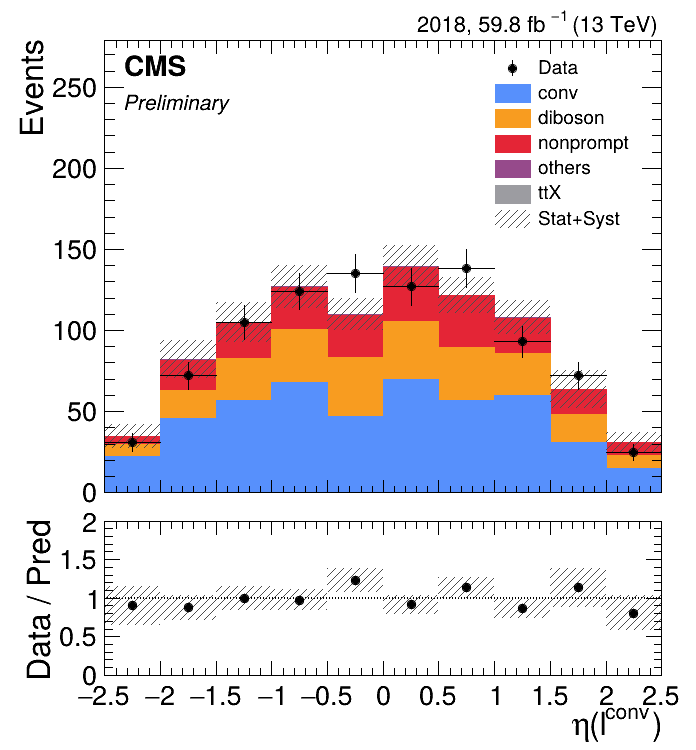 2018, 59.8 fb⁻¹ (13 TeV)
CMS
Preliminary
Events
250
200
150
100
50
0
Data
conv
diboson
nonprompt
others
ttX
Stat+Syst
Data / Pred
2
1.5
1
0.5
0
−2.5 −2 −1.5 −1 −0.5 0 0.5 1 1.5 2 2.5
η(l^conv)